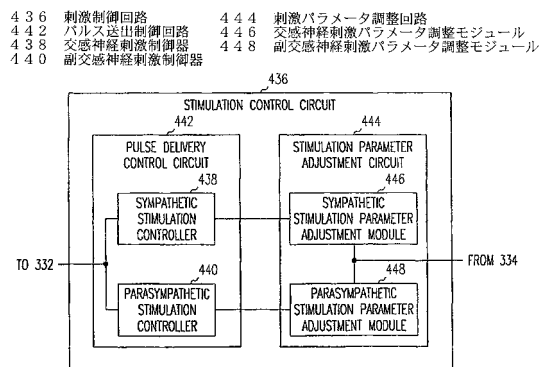 436 刺激制御回路
442 パルス送出制御回路
438 交感神経刺激制御器
440 副交感神経刺激制御器
444 刺激パラメータ調整回路
446 交感神経刺激パラメータ調整モジュール
448 副交感神経刺激パラメータ調整モジュール
436
STIMULATION CONTROL CIRCUIT
442
PULSE DELIVERY
CONTROL CIRCUIT
438
SYMPATHETIC
STIMULATION
CONTROLLER
440
PARASYMPATHETIC
STIMULATION
CONTROLLER
444
STIMULATION PARAMETER
ADJUSTMENT CIRCUIT
446
SYMPATHETIC
STIMULATION PARAMETER
ADJUSTMENT MODULE
448
PARASYMPATHETIC
STIMULATION PARAMETER
ADJUSTMENT MODULE
TO 332
FROM 334